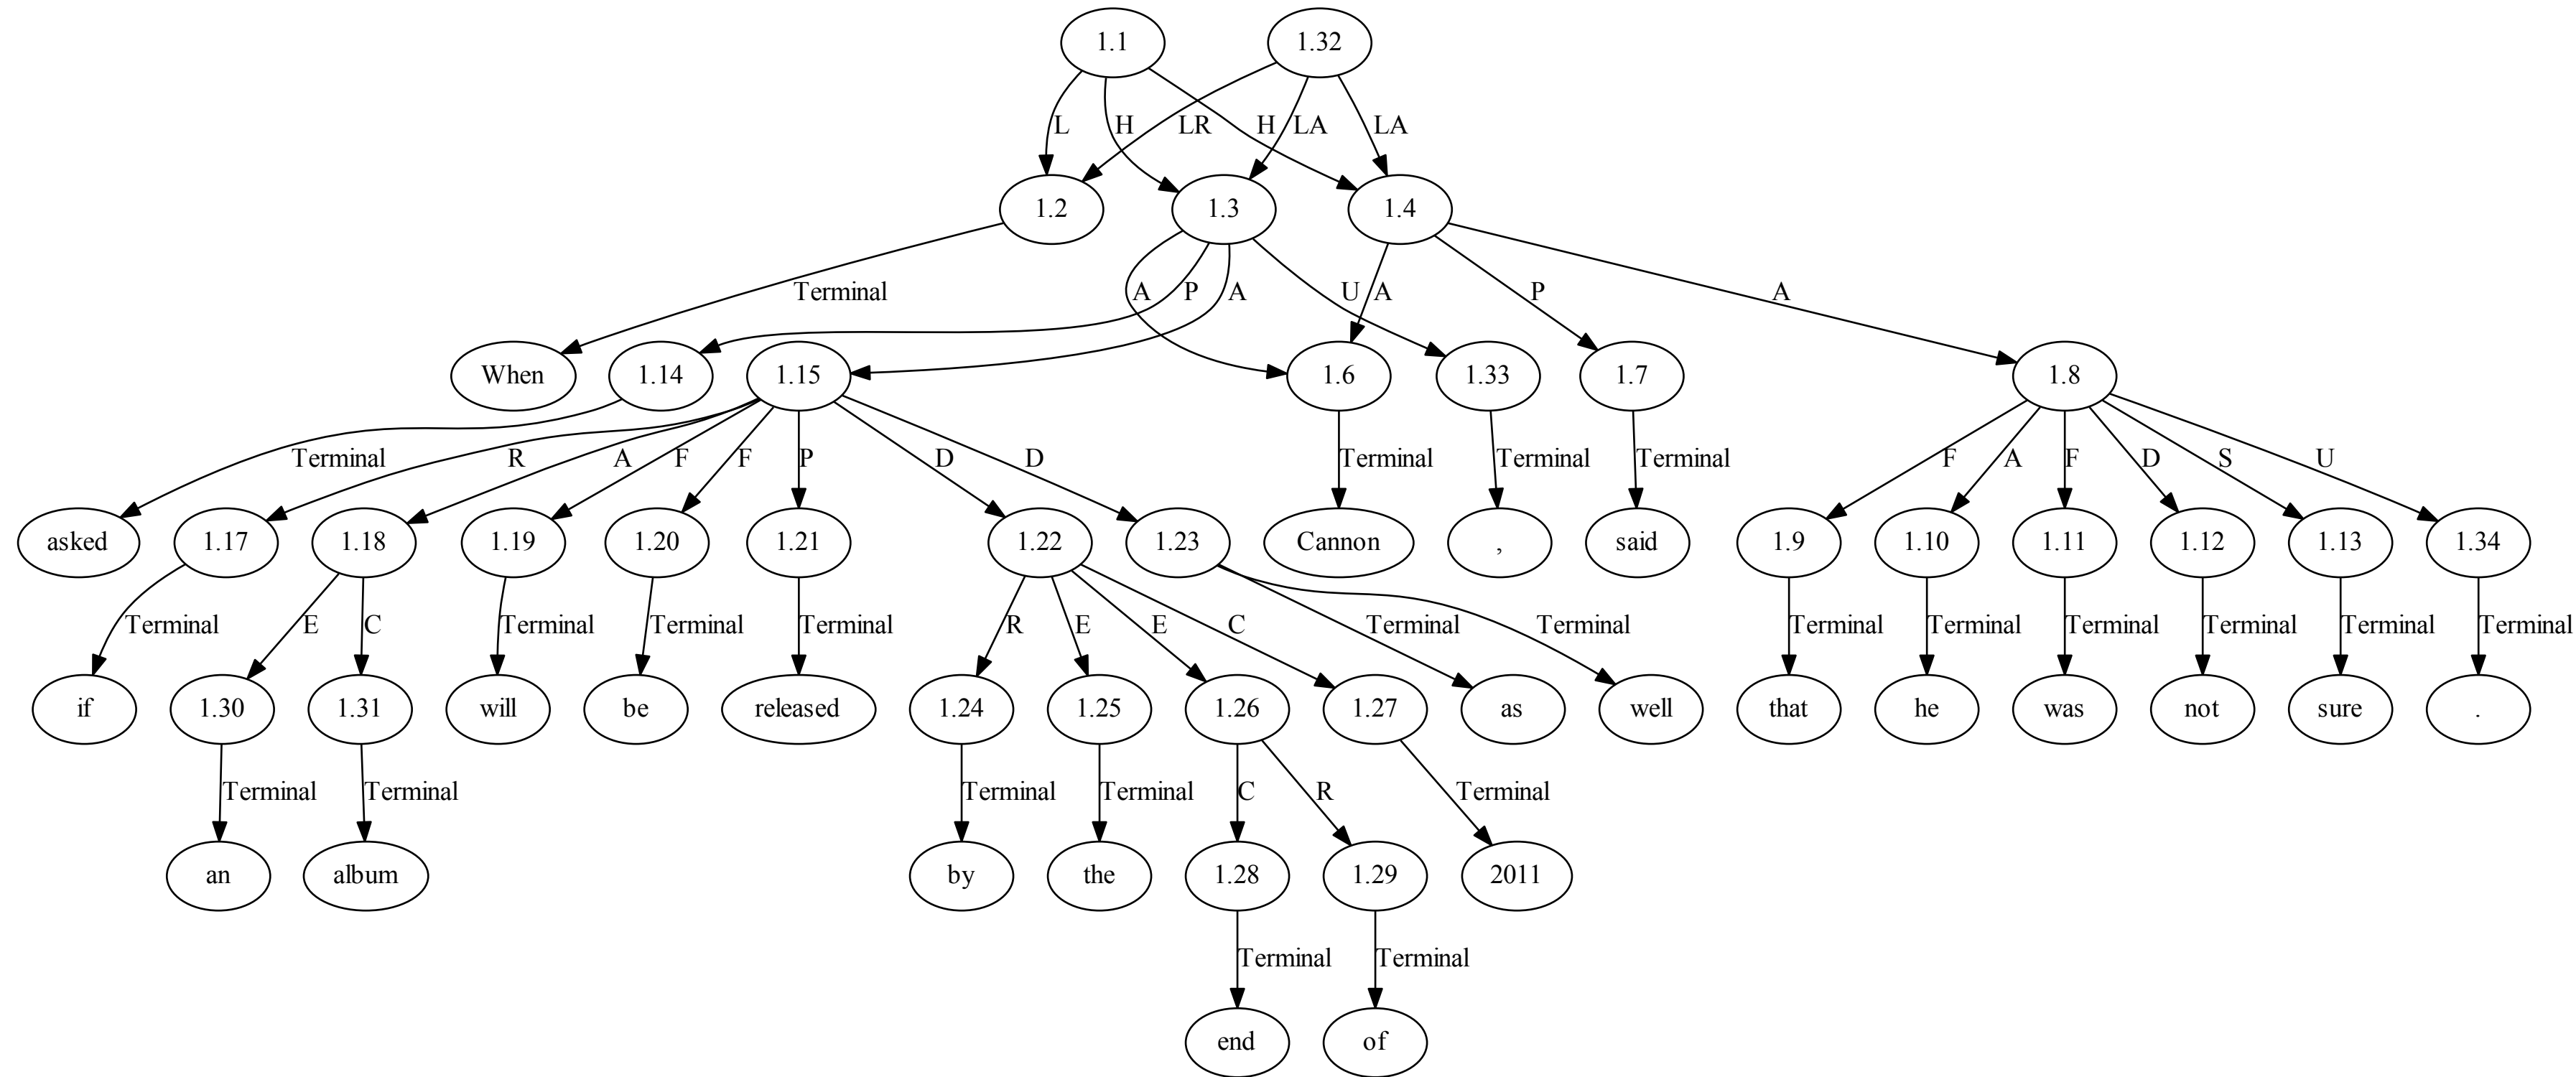 1.1 1.32
L H LR H LA LA
1.2 1.3 1.4
Terminal A P A U A P A
When 1.14 1.15 1.6 1.33 1.7 1.8
Terminal R A F F P D D Terminal Terminal Terminal F A F D S U
asked 1.17 1.18 1.19 1.20 1.21 1.22 1.23 Cannon , said 1.9 1.10 1.11 1.12 1.13 1.34
Terminal E C Terminal Terminal Terminal R E E C Terminal Terminal Terminal Terminal Terminal Terminal Terminal Terminal
if 1.30 1.31 will be released 1.24 1.25 1.26 1.27 as well that he was not sure .
Terminal Terminal Terminal Terminal C R Terminal
an album by the 1.28 1.29 2011
Terminal Terminal
end of